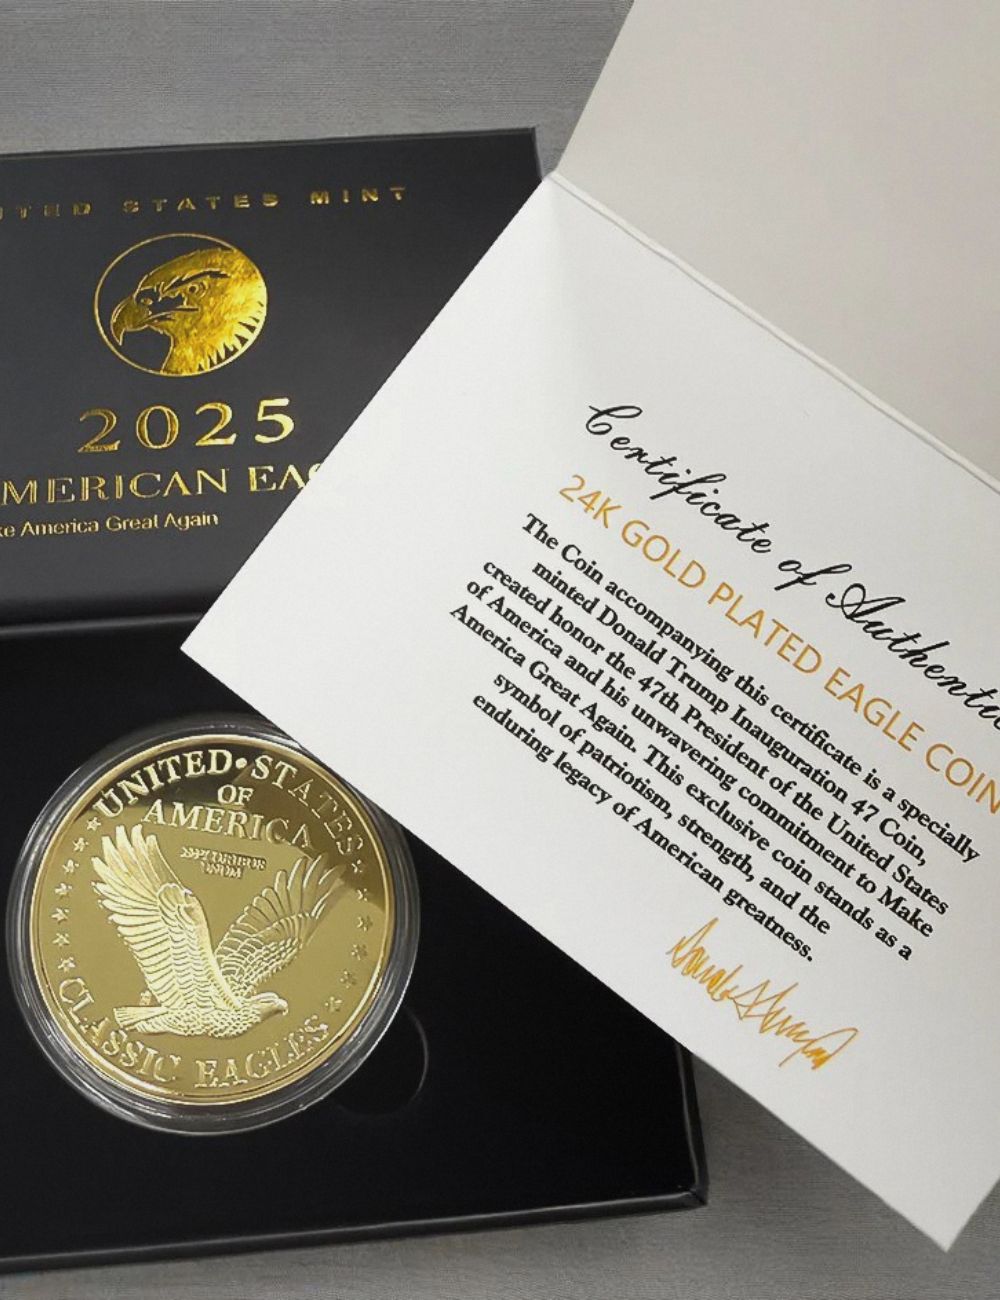 UNITED STATES MINT
2025
AMERICAN EA
ke America Great Again
Certificate of Authentic
24K GOLD PLATED EAGLE COIN
The Coin accompanying this certificate is a specially
minted Donald Trump Inauguration 47 Coin,
created honor the 47th President of the United States
of America and his unwavering commitment to Make
America Great Again. This exclusive coin stands as a
symbol of patriotism, strength, and the
enduring legacy of American greatness.
UNITED•STATES
OF
AMERICA
UNUM
CLASSIC EAGLES